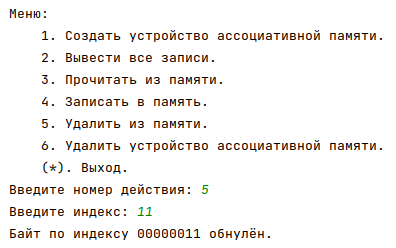 Меню:
1. Создать устройство ассоциативной памяти.
2. Вывести все записи.
3. Прочитать из памяти.
4. Записать в память.
5. Удалить из памяти.
6. Удалить устройство ассоциативной памяти.
(*). Выход.
Введите номер действия: 5
Введите индекс: 11
Байт по индексу 00000011 обнулён.